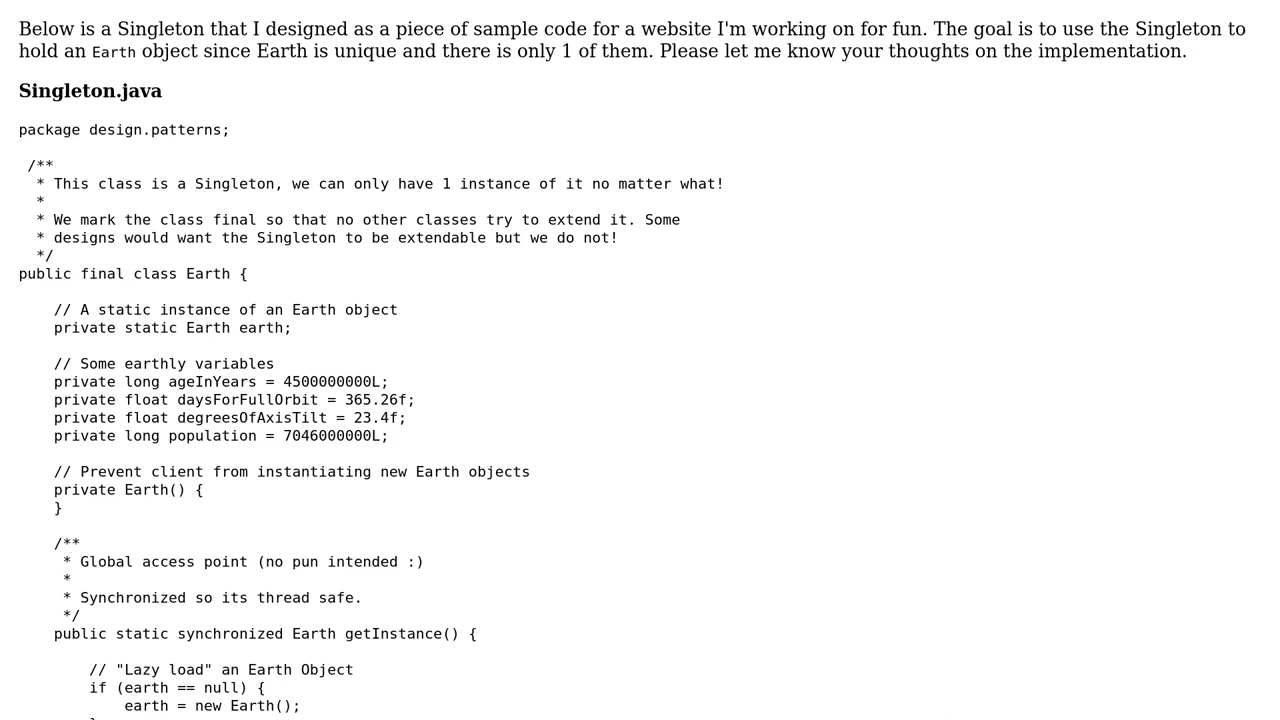 Below is a Singleton that I designed as a piece of sample code for a website I'm working on for fun. The goal is to use the Singleton to
hold an Earth object since Earth is unique and there is only 1 of them. Please let me know your thoughts on the implementation.
Singleton.java
package design.patterns;
/**
* This class is a Singleton, we can only have 1 instance of it no matter what!
*
* We mark the class final so that no other classes try to extend it. Some
* designs would want the Singleton to be extendable but we do not!
*/
public final class Earth {
// A static instance of an Earth object
private static Earth earth;
// Some earthly variables
private long ageInYears = 4500000000L;
private float daysForFullOrbit = 365.26f;
private float degreesOfAxisTilt = 23.4f;
private long population = 7046000000L;
// Prevent client from instantiating new Earth objects
private Earth() {
}
/**
* Global access point (no pun intended :)
*
* Synchronized so its thread safe.
*/
public static synchronized Earth getInstance() {
// "Lazy load" an Earth Object
if (earth == null) {
earth = new Earth();